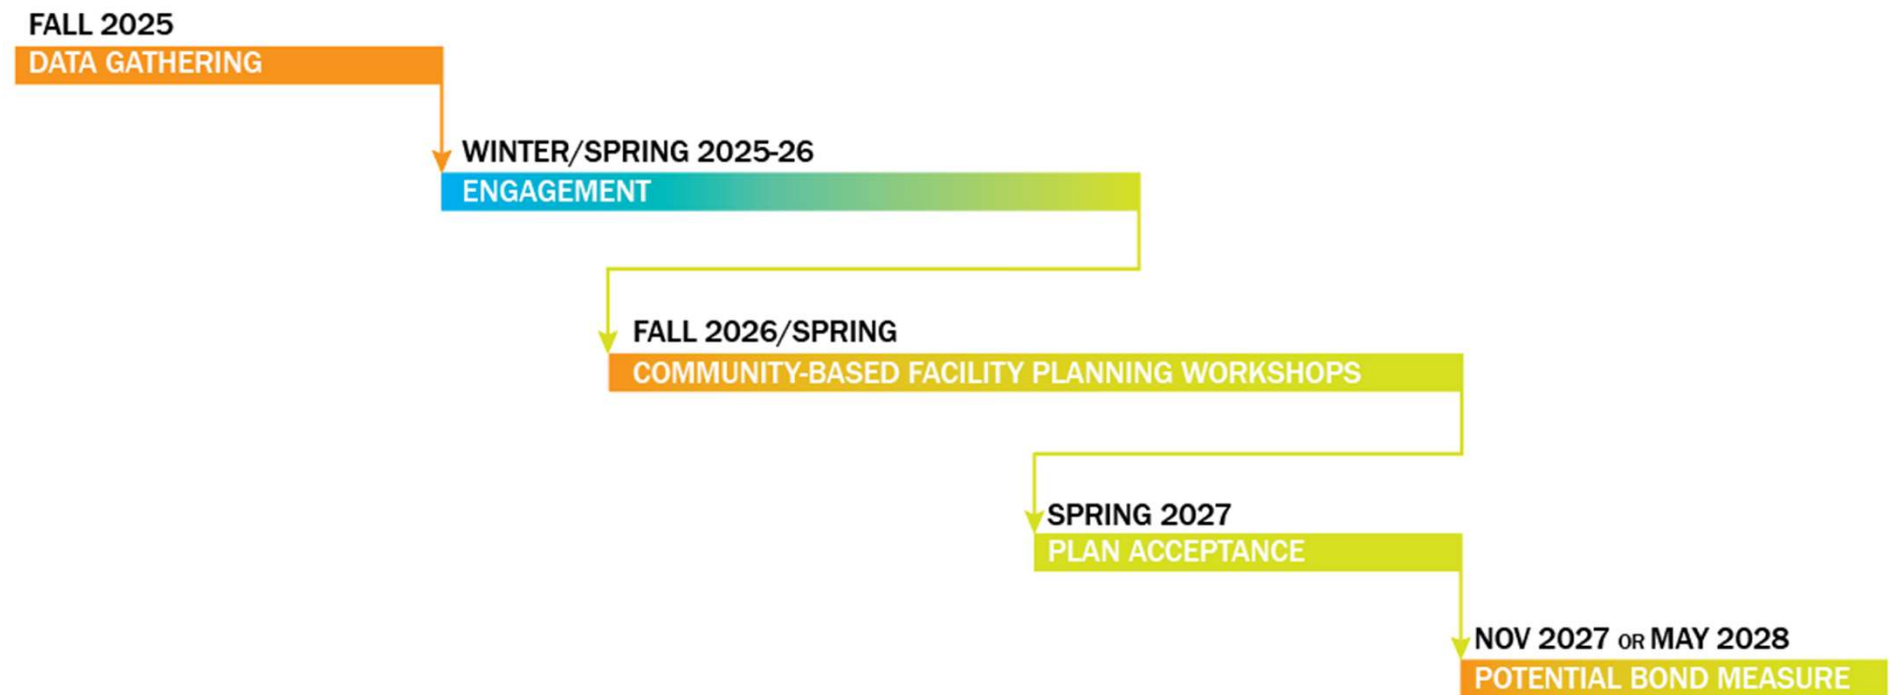 FALL 2025
DATA GATHERING
WINTER/SPRING 2025-26
ENGAGEMENT
FALL 2026/SPRING
COMMUNITY-BASED FACILITY PLANNING WORKSHOPS
SPRING 2027
PLAN ACCEPTANCE
NOV 2027 OR MAY 2028
POTENTIAL BOND MEASURE